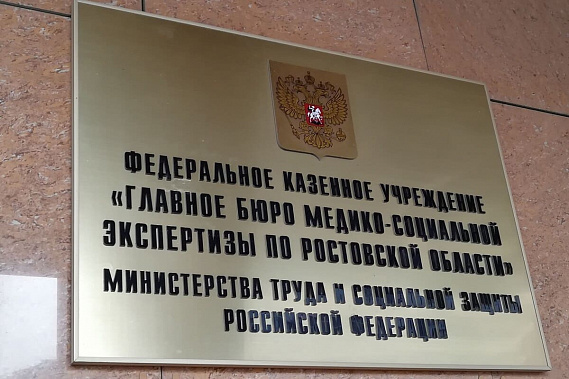 ФЕДЕРАЛЬНОЕ КАЗЕННОЕ УЧРЕЖДЕНИЕ
«ГЛАВНОЕ БЮРО МЕДИКО-СОЦИАЛЬНОЙ
ЭКСПЕРТИЗЫ ПО РОСТОВСКОЙ ОБЛАСТИ»
МИНИСТЕРСТВА ТРУДА И СОЦИАЛЬНОЙ ЗАЩИТЫ
РОССИЙСКОЙ ФЕДЕРАЦИИ